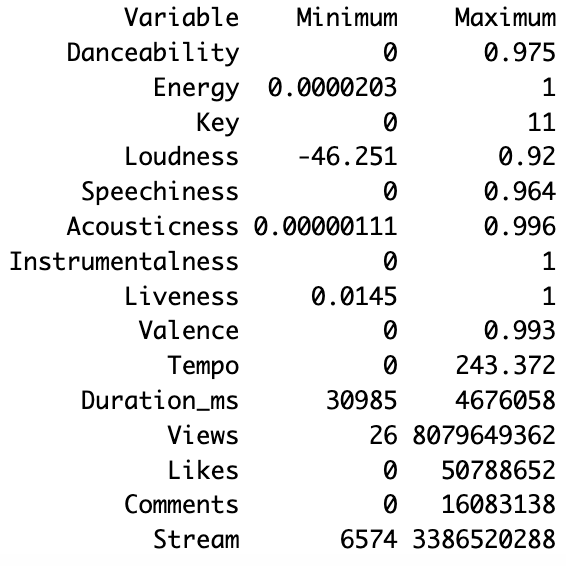 Variable Minimum Maximum
Danceability 0 0.975
Energy 0.0000203 1
Key 0 11
Loudness -46.251 0.92
Speechiness 0 0.964
Acousticness 0.00000111 0.996
Instrumentalness 0 1
Liveness 0.0145 1
Valence 0 0.993
Tempo 0 243.372
Duration_ms 30985 4676058
Views 26 8079649362
Likes 0 50788652
Comments 0 16083138
Stream 6574 3386520288